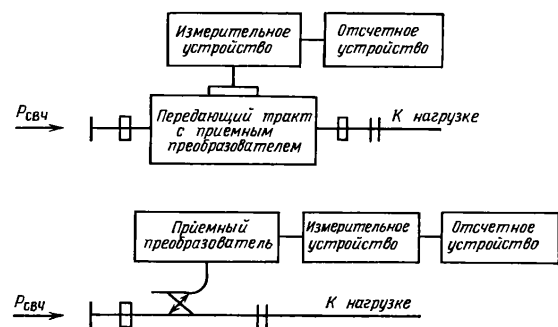 Измерительное
устройство
Отсчетное
устройство
Pсвч
Передающий тракт
с приемным
преобразователем
К нагрузке
Приемный
преобразователь
Измерительное
устройство
Отсчетное
устройство
Pсвч
К нагрузке